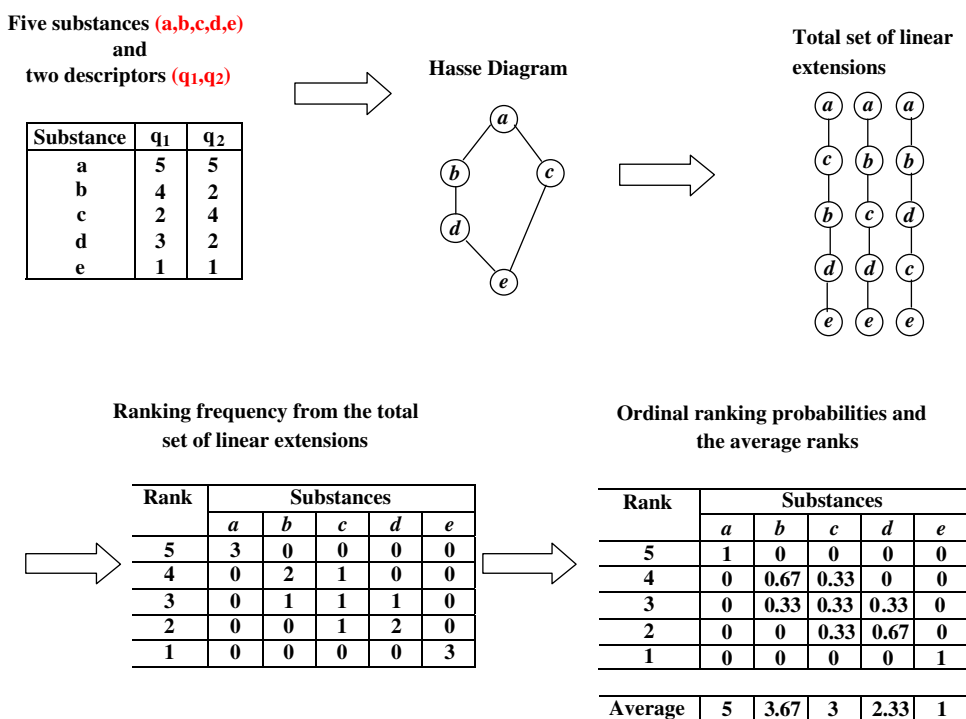 Five substances (a,b,c,d,e)
and
two descriptors (q1,q2)
Substance q1 q2
a 5 5
b 4 2
c 2 4
d 3 2
e 1 1
Hasse Diagram
a
b c
d
e
Total set of linear
extensions
a a a
c b b
b c d
d d c
e e e
Ranking frequency from the total
set of linear extensions
Rank Substances
a b c d e
5 3 0 0 0 0
4 0 2 1 0 0
3 0 1 1 1 0
2 0 0 1 2 0
1 0 0 0 0 3
Ordinal ranking probabilities and
the average ranks
Rank Substances
a b c d e
5 1 0 0 0 0
4 0 0.67 0.33 0 0
3 0 0.33 0.33 0.33 0
2 0 0 0.33 0.67 0
1 0 0 0 0 1
Average 5 3.67 3 2.33 1